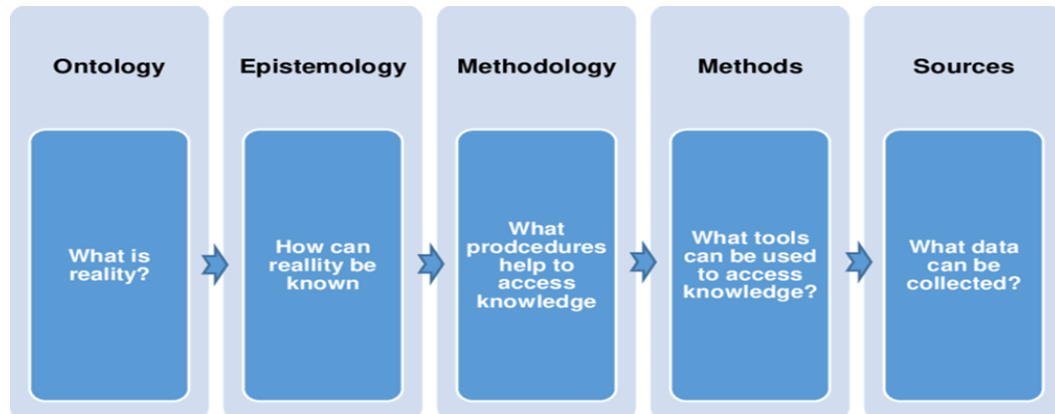 Ontology
What is
reality?
Epistemology
How can
reallity be
known
Methodology
What
prodcedures
help to
access
knowledge
Methods
What tools
can be used
to access
knowledge?
Sources
What data
can be
collected?